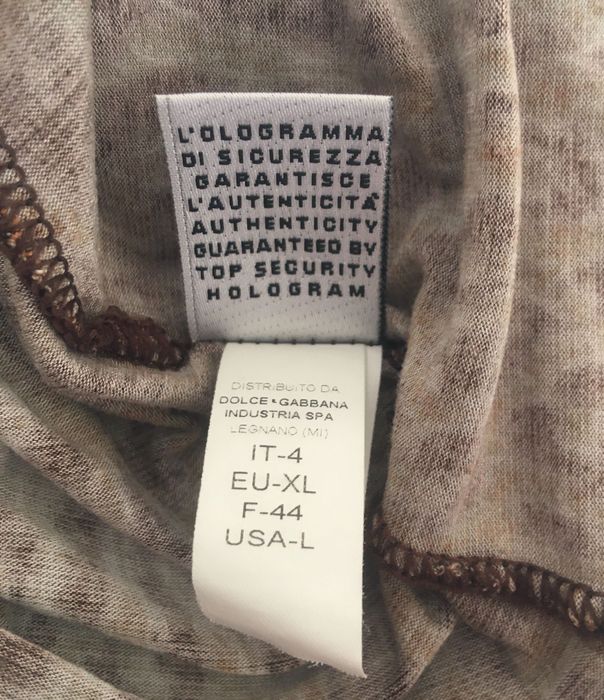 L'OLOGRAMMA
DI SICUREZZA
GARANTISCE
L'AUTENTICITÀ
AUTHENTICITY
GUARANTEED BY
TOP SECURITY
HOLOGRAM
DISTRIBUITO DA
DOLCE & GABBANA
INDUSTRIA SPA
LEGNANO (MI)
IT-4
EU-XL
F-44
USA-L